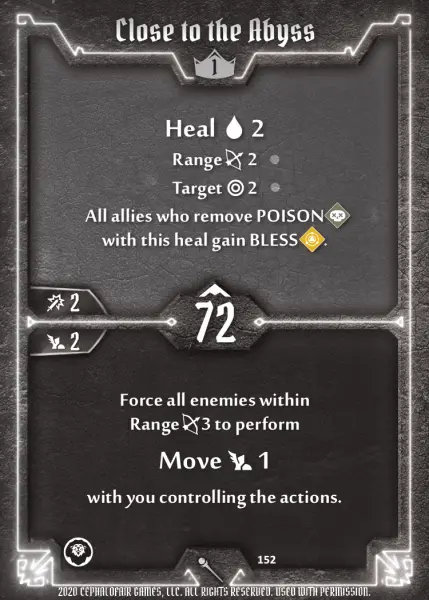 Close to the Abyss
1
Heal 2
Range 2
Target 2
All allies who remove POISON
with this heal gain BLESS.
2
72
2
Force all enemies within
Range 3 to perform
Move 1
with you controlling the actions.
152
2020 CEPHALOFAIR GAMES, LLC. ALL RIGHTS RESERVED. USED WITH PERMISSION.